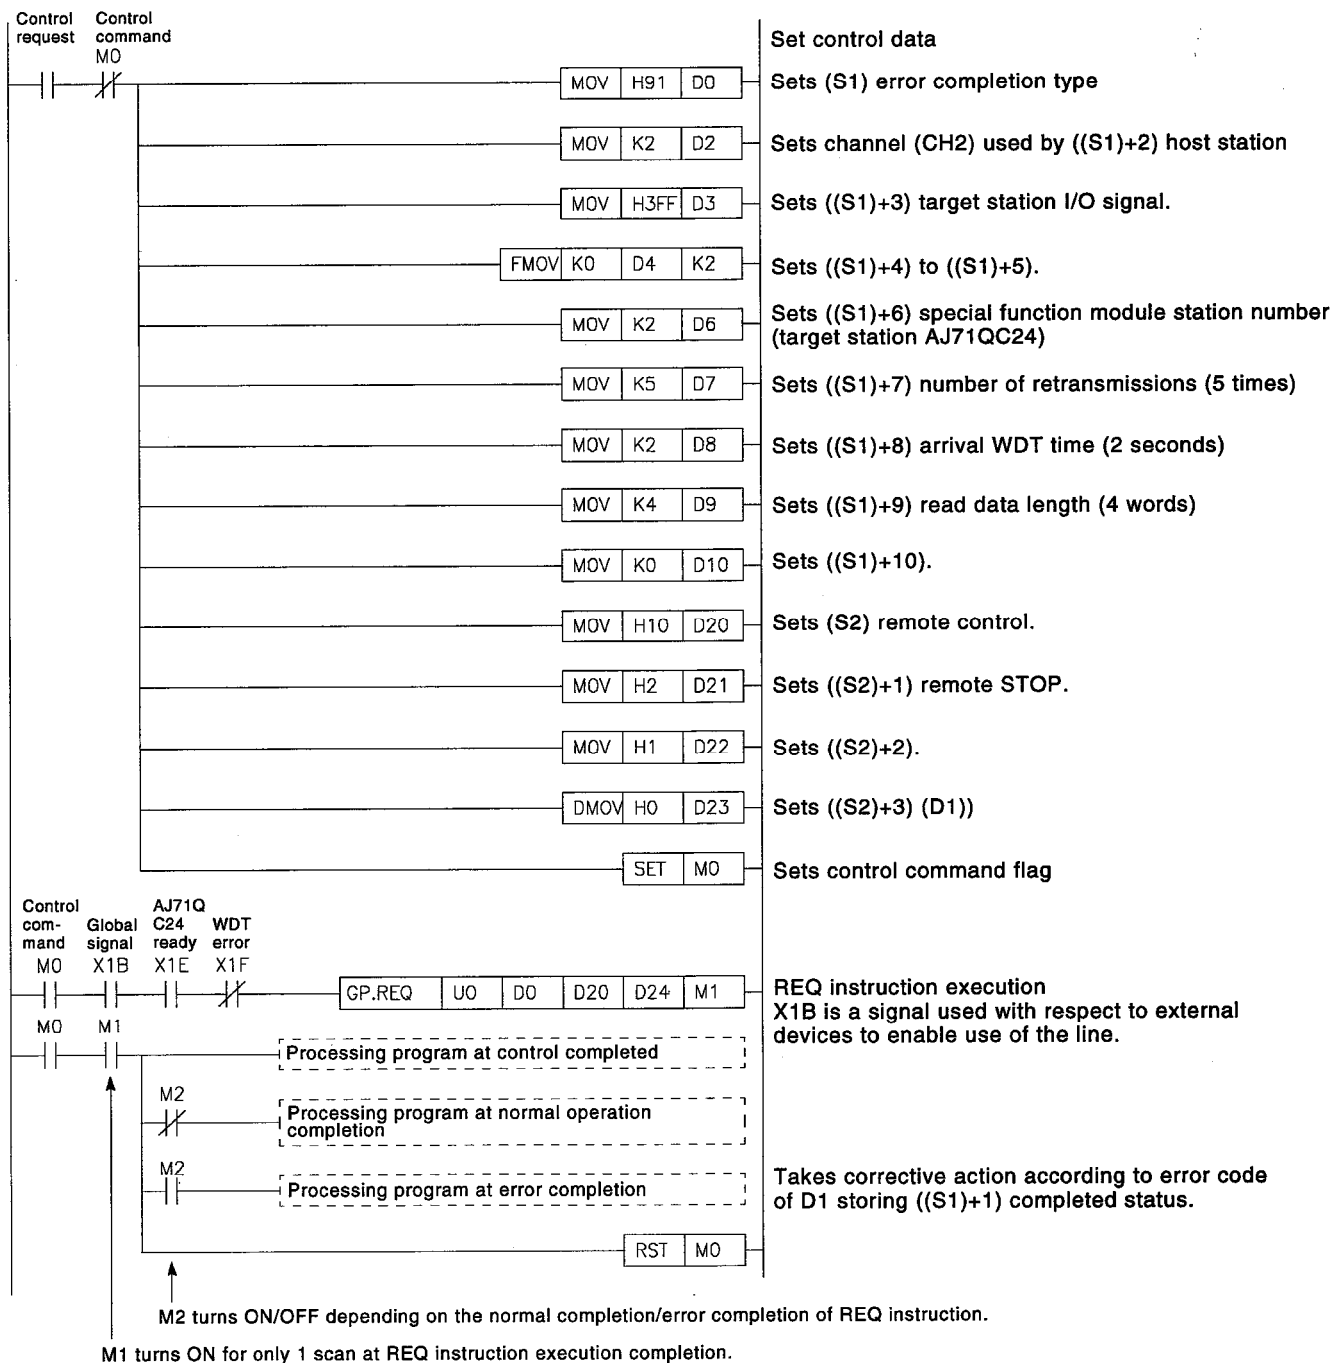 Control Control
request command
M0
Set control data
MOV H91 D0 Sets (S1) error completion type
MOV K2 D2 Sets channel (CH2) used by ((S1)+2) host station
MOV H3FF D3 Sets ((S1)+3) target station I/O signal.
FMOV K0 D4 K2 Sets ((S1)+4) to ((S1)+5).
MOV K2 D6 Sets ((S1)+6) special function module station number
(target station AJ71QC24)
MOV K5 D7 Sets ((S1)+7) number of retransmissions (5 times)
MOV K2 D8 Sets ((S1)+8) arrival WDT time (2 seconds)
MOV K4 D9 Sets ((S1)+9) read data length (4 words)
MOV K0 D10 Sets ((S1)+10).
MOV H10 D20 Sets (S2) remote control.
MOV H2 D21 Sets ((S2)+1) remote STOP.
MOV H1 D22 Sets ((S2)+2).
DMOV H0 D23 Sets ((S2)+3) (D1))
SET M0 Sets control command flag
Control AJ71Q
com- Global C24 WDT
mand signal ready error
M0 X1B X1E X1F
GP.REQ U0 D0 D20 D24 M1 REQ instruction execution
X1B is a signal used with respect to external
devices to enable use of the line.
M0 M1
Processing program at control completed
M2
Processing program at normal operation
completion
M2
Processing program at error completion
Takes corrective action according to error code
of D1 storing ((S1)+1) completed status.
RST M0
M2 turns ON/OFF depending on the normal completion/error completion of REQ instruction.
M1 turns ON for only 1 scan at REQ instruction execution completion.